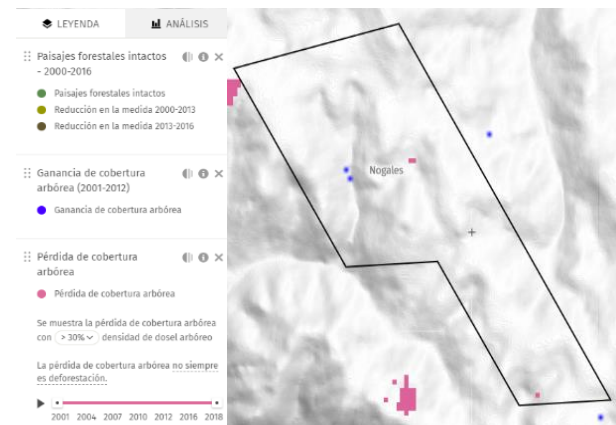 LEYENDA
ANÁLISIS
Paisajes forestales intactos
- 2000-2016
Paisajes forestales intactos
Reducción en la medida 2000-2013
Reducción en la medida 2013-2016
Ganancia de cobertura
arbórea (2001-2012)
Ganancia de cobertura arbórea
Pérdida de cobertura
arbórea
Pérdida de cobertura arbórea
Se muestra la pérdida de cobertura arbórea
con > 30% densidad de dosel arbóreo
La pérdida de cobertura arbórea no siempre
es deforestación.
2001 2004 2007 2010 2012 2016 2018
Nogales